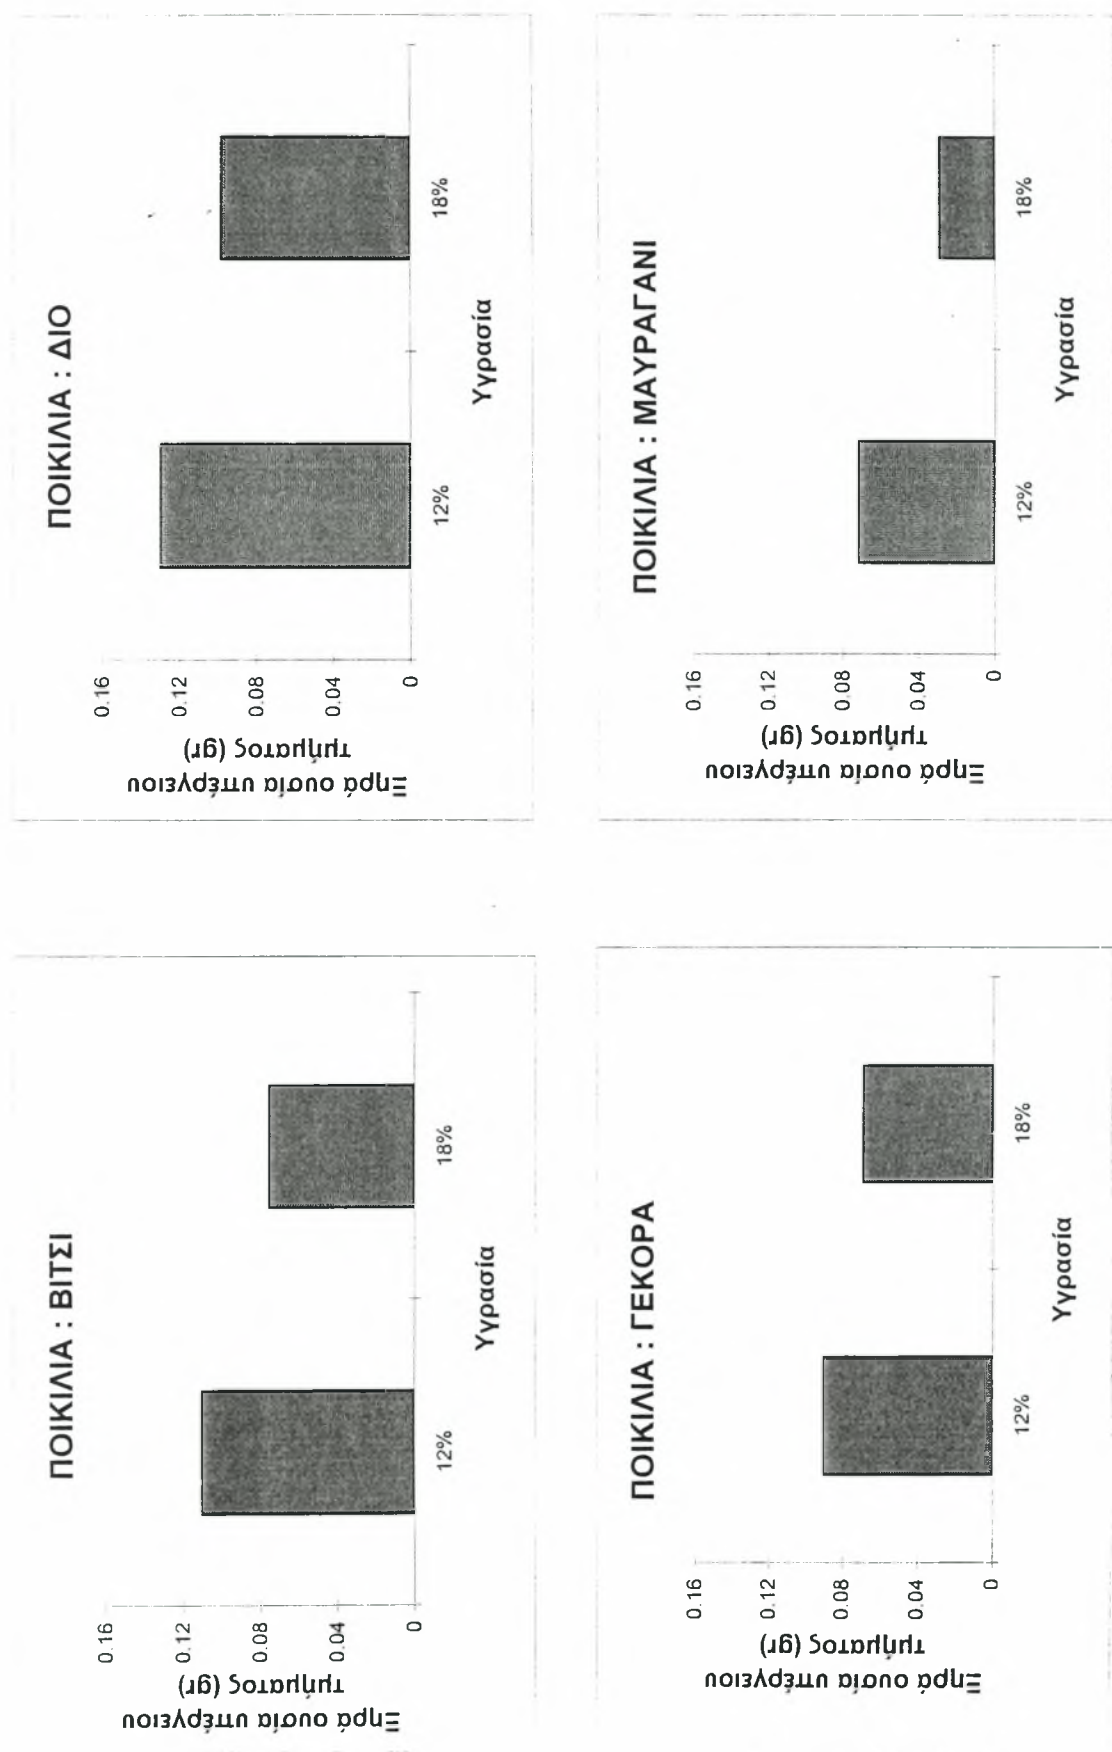 ΠΟΙΚΙΛΙΑ : ΒΙΤΣΙ
Ξηρά ουσία υπέργειου
τμήματος (gr)
0.16
0.12
0.08
0.04
0
12%
18%
Υγρασία
ΠΟΙΚΙΛΙΑ : ΔΙΟ
Ξηρά ουσία υπέργειου
τμήματος (gr)
0.16
0.12
0.08
0.04
0
12%
18%
Υγρασία
ΠΟΙΚΙΛΙΑ : ΓΕΚΟΡΑ
Ξηρά ουσία υπέργειου
τμήματος (gr)
0.16
0.12
0.08
0.04
0
12%
18%
Υγρασία
ΠΟΙΚΙΛΙΑ : ΜΑΥΡΑΓΑΝΙ
Ξηρά ουσία υπέργειου
τμήματος (gr)
0.16
0.12
0.08
0.04
0
12%
18%
Υγρασία